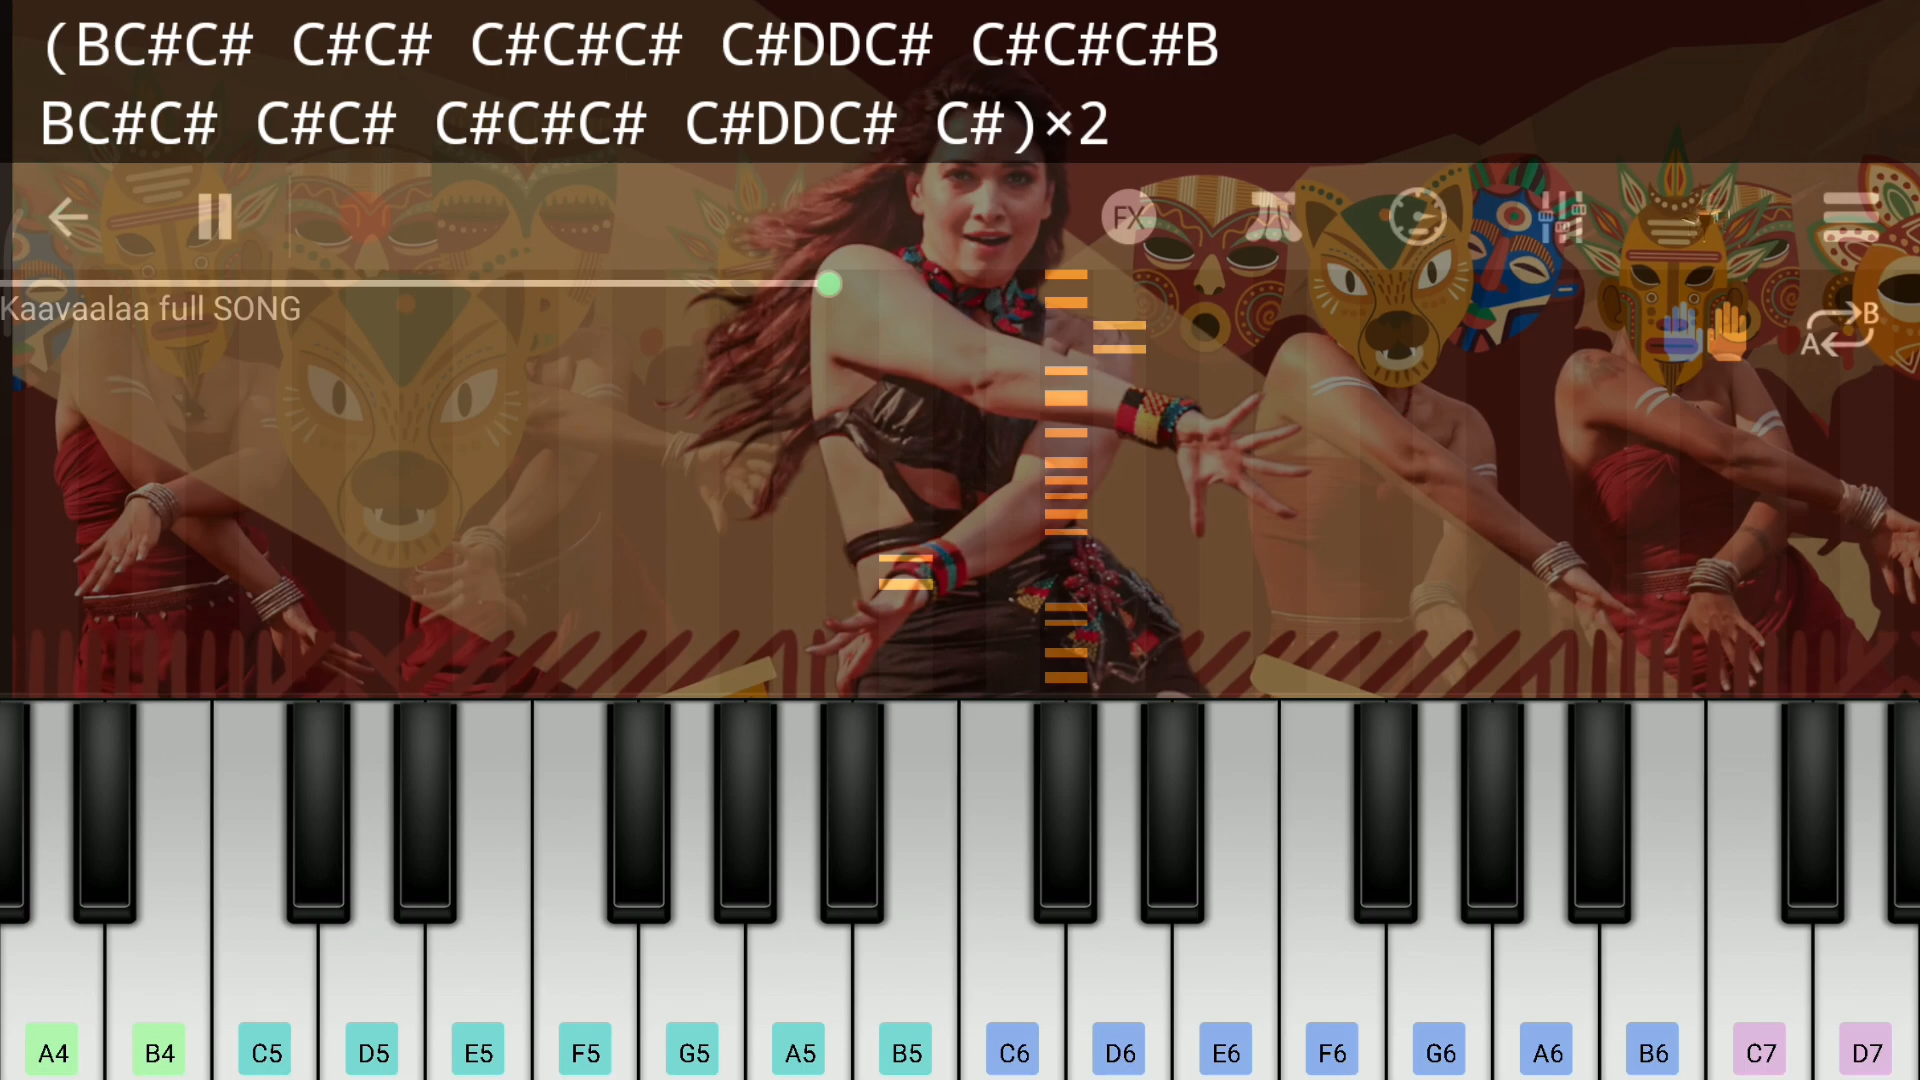 (BC#C# C#C# C#C#C# C#DDC# C#C#C#B
BC#C# C#C# C#C#C# C#DDC# C#)×2
FX
Kaavaalaa full SONG
B
A
A4 B4 C5 D5 E5 F5 G5 A5 B5 C6 D6 E6 F6 G6 A6 B6 C7 D7